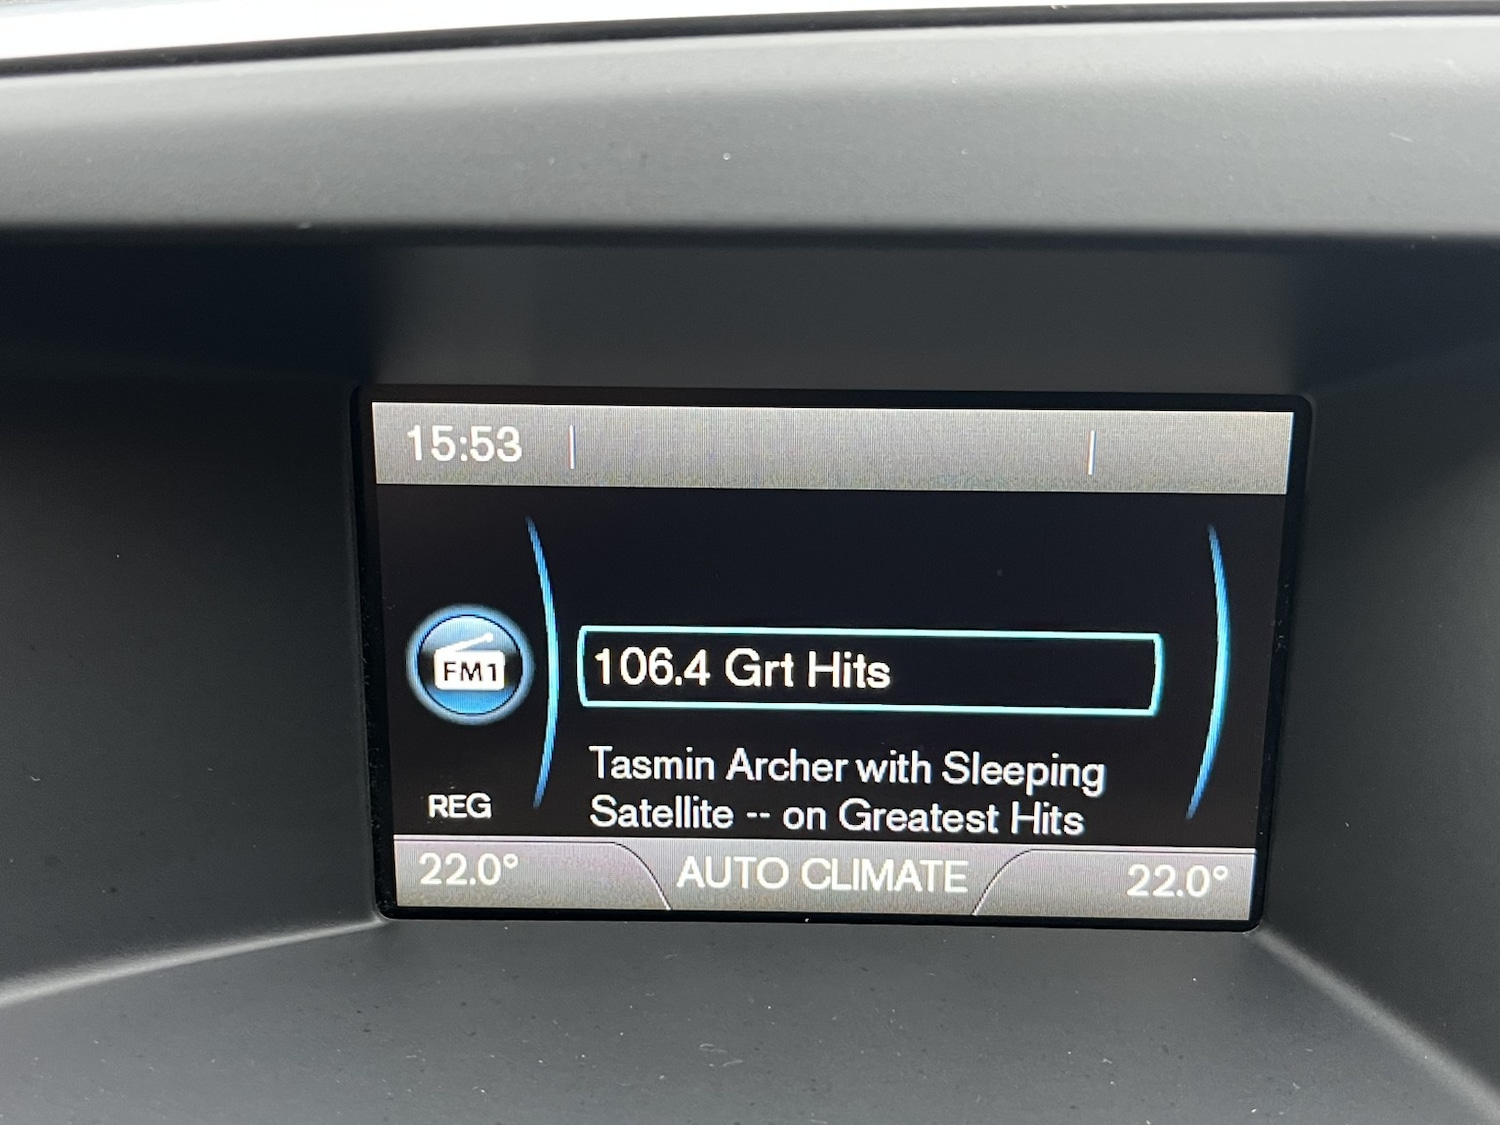 15:53
FM1
106.4 Grt Hits
Tasmin Archer with Sleeping
Satellite -- on Greatest Hits
REG
22.0° AUTO CLIMATE 22.0°